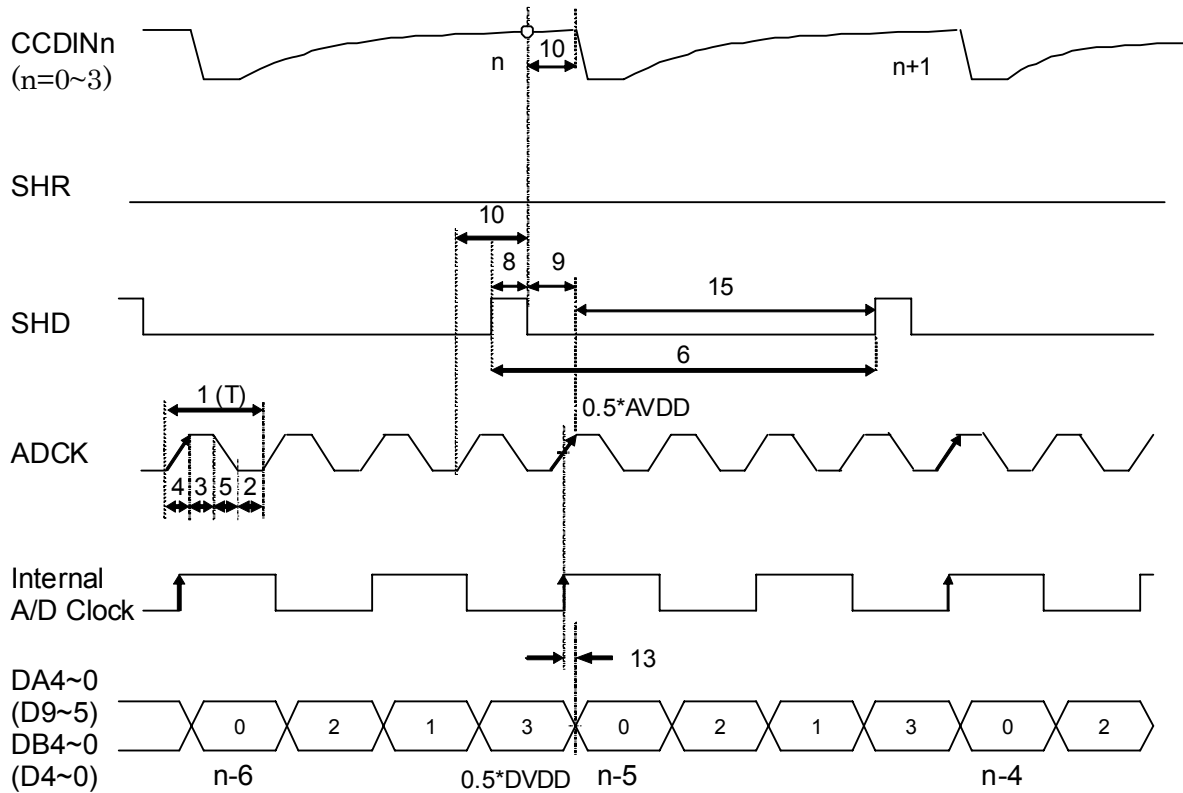 CCDINn
(n=0~3)
n
10
n+1
SHR
10
8
9
15
SHD
6
1 (T)
0.5*AVDD
ADCK
4
3
5
2
Internal
A/D Clock
13
DA4~0
(D9~5)
DB4~0
(D4~0)
0
2
1
3
0
2
1
3
0
2
n-6
0.5*DVDD
n-5
n-4